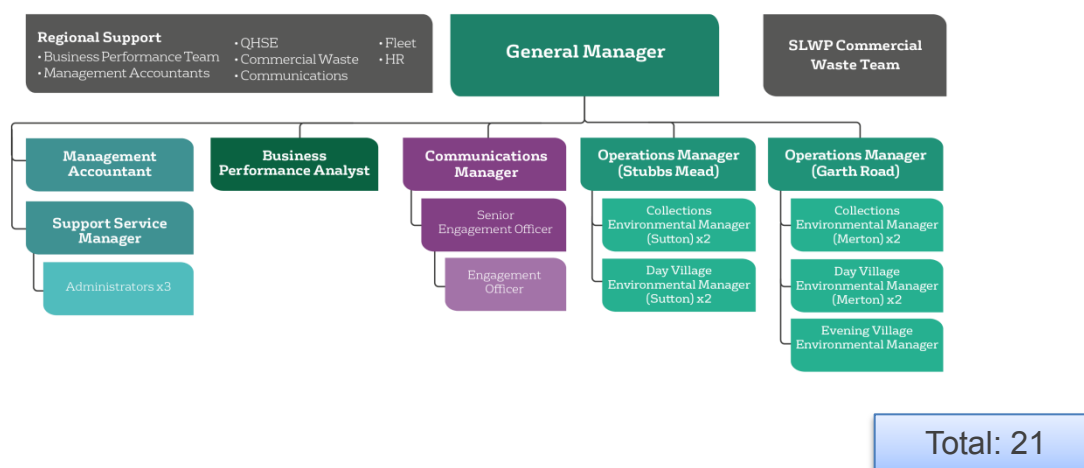 Regional Support
• Business Performance Team
• Management Accountants
• QHSE
• Commercial Waste
• Communications
• Fleet
• HR
General Manager
SLWP Commercial
Waste Team
Management
Accountant
Business
Performance Analyst
Communications
Manager
Operations Manager
(Stubbs Mead)
Operations Manager
(Garth Road)
Support Service
Manager
Senior
Engagement Officer
Collections
Environmental Manager
(Sutton) x2
Collections
Environmental Manager
(Merton) x2
Administrators x3
Engagement
Officer
Day Village
Environmental Manager
(Sutton) x2
Day Village
Environmental Manager
(Merton) x2
Evening Village
Environmental Manager
Total: 21